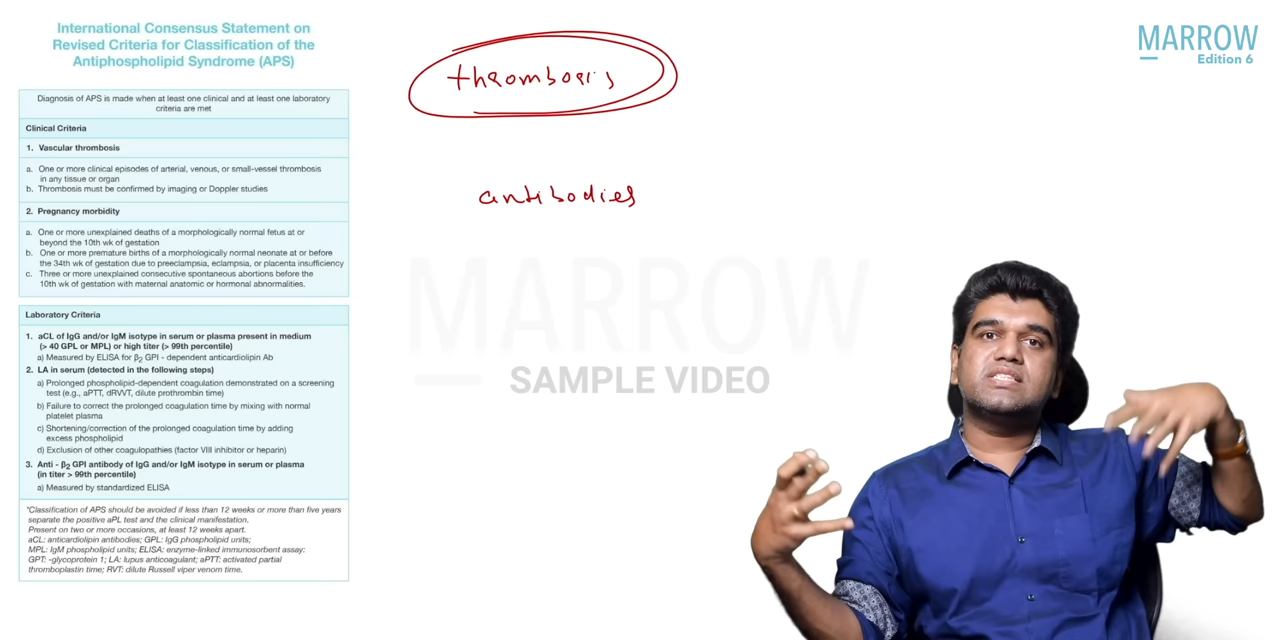 International Consensus Statement on
Revised Criteria for Classification of the
Antiphospholipid Syndrome (APS)
Diagnosis of APS is made when at least one clinical and at least one laboratory
criteria are met
Clinical Criteria
1. Vascular thrombosis
a. One or more clinical episodes of arterial, venous, or small-vessel thrombosis
in any tissue or organ
b. Thrombosis must be confirmed by imaging or Doppler studies
2. Pregnancy morbidity
a. One or more unexplained deaths of a morphologically normal fetus at or
beyond the 10th wk of gestation
b. One or more premature births of a morphologically normal neonate at or before
the 34th wk of gestation due to preeclampsia, eclampsia, or placenta insufficiency
c. Three or more unexplained consecutive spontaneous abortions before the
10th wk of gestation with maternal anatomic or hormonal abnormalities.
Laboratory Criteria
1. aCL of IgG and/or IgM isotype in serum or plasma present in medium
(> 40 GPL or MPL) or high titer (> 99th percentile)
a) Measured by ELISA for β2 GPI - dependent anticardiolipin Ab
2. LA in serum (detected in the following steps)
a) Prolonged phospholipid-dependent coagulation demonstrated on a screening
test (e.g., aPTT, dRVVT, dilute prothrombin time)
b) Failure to correct the prolonged coagulation time by mixing with normal
platelet plasma
c) Shortening/correction of the prolonged coagulation time by adding
excess phospholipid
d) Exclusion of other coagulopathies (factor VIII inhibitor or heparin)
3. Anti - β2 GPI antibody of IgG and/or IgM isotype in serum or plasma
(in titer > 99th percentile)
a) Measured by standardized ELISA
*Classification of APS should be avoided if less than 12 weeks or more than five years
separate the positive aPL test and the clinical manifestation.
Present on two or more occasions, at least 12 weeks apart.
aCL: anticardiolipin antibodies; GPL: IgG phospholipid units;
MPL: IgM phospholipid units; ELISA: enzyme-linked immunosorbent assay:
GPT: -glycoprotein 1; LA: lupus anticoagulant; aPTT: activated partial
thromboplastin time; RVT: dilute Russell viper venom time.
thrombosis
antibodies
MARROW
SAMPLE VIDEO
MARROW
Edition 6